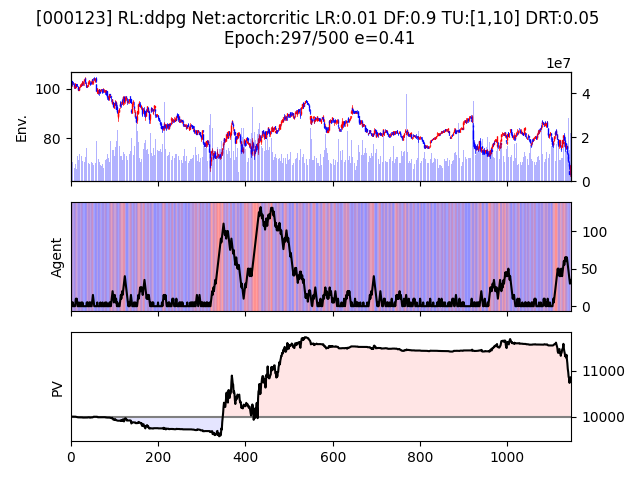 [000123] RL:ddpg Net:actorcritic LR:0.01 DF:0.9 TU:[1,10] DRT:0.05
Epoch:297/500 e=0.41
1e7
Env.
100
80
4
2
0
Agent
100
50
0
PV
11000
10000
0
200
400
600
800
1000